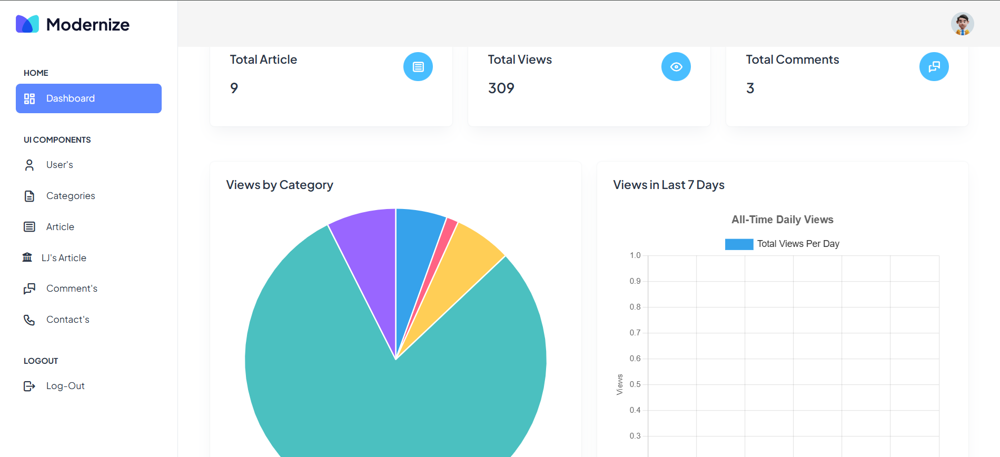 Modernize
HOME
Dashboard
UI COMPONENTS
User's
Categories
Article
LJ's Article
Comment's
Contact's
LOGOUT
Log-Out
Total Article
9
Total Views
309
Total Comments
3
Views by Category
Views in Last 7 Days
All-Time Daily Views
Total Views Per Day
1.0
0.9
0.8
0.7
0.6
0.5
0.4
0.3
Views